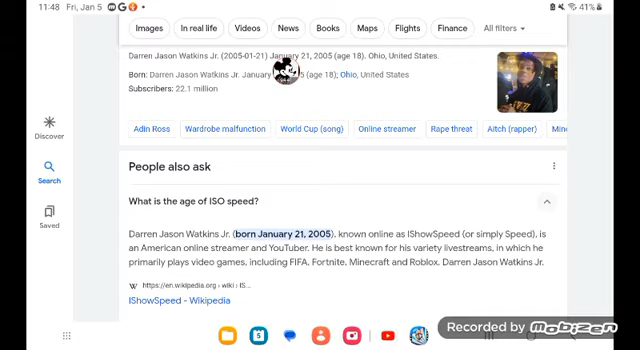 11:48 Fri, Jan 5
41%
Images
In real life
Videos
News
Books
Maps
Flights
Finance
All filters
Darren Jason Watkins Jr. (2005-01-21) January 21, 2005 (age 18). Ohio, United States.
Born: Darren Jason Watkins Jr. January 5 (age 18); Ohio, United States
Subscribers: 22.1 million
Adin Ross
Wardrobe malfunction
World Cup (song)
Online streamer
Rape threat
Aitch (rapper)
Mine
Discover
Search
Saved
People also ask
What is the age of ISO speed?
Darren Jason Watkins Jr. (born January 21, 2005), known online as IShowSpeed (or simply Speed), is
an American online streamer and YouTuber. He is best known for his variety livestreams, in which he
primarily plays video games, including FIFA, Fortnite, Minecraft and Roblox. Darren Jason Watkins Jr.
W https://en.wikipedia.org › wiki › IS...
IShowSpeed - Wikipedia
5
Recorded by Mobizen